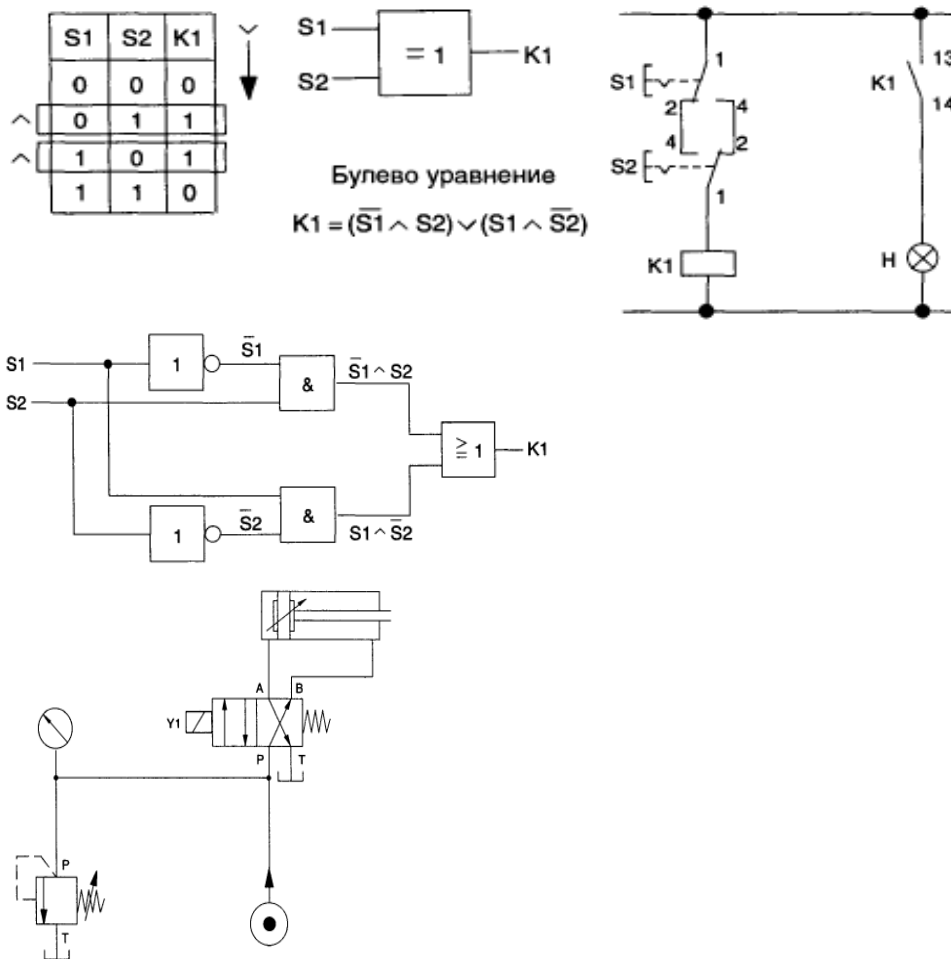 S1 S2 K1
0 0 0
0 1 1
1 0 1
1 1 0
S1
S2
= 1
K1
Булево уравнение
K1 = (S̅1̅ ∧ S2) ∨ (S1 ∧ S̅2̅)
S1
1
2 4
4 2
S2
1
K1
K1
13
14
H
S1
S2
1
S̅1
&
S̅1 ∧ S2
≥ 1
K1
1
S̅2
&
S1 ∧ S̅2
A B
Y1
P T
P
T